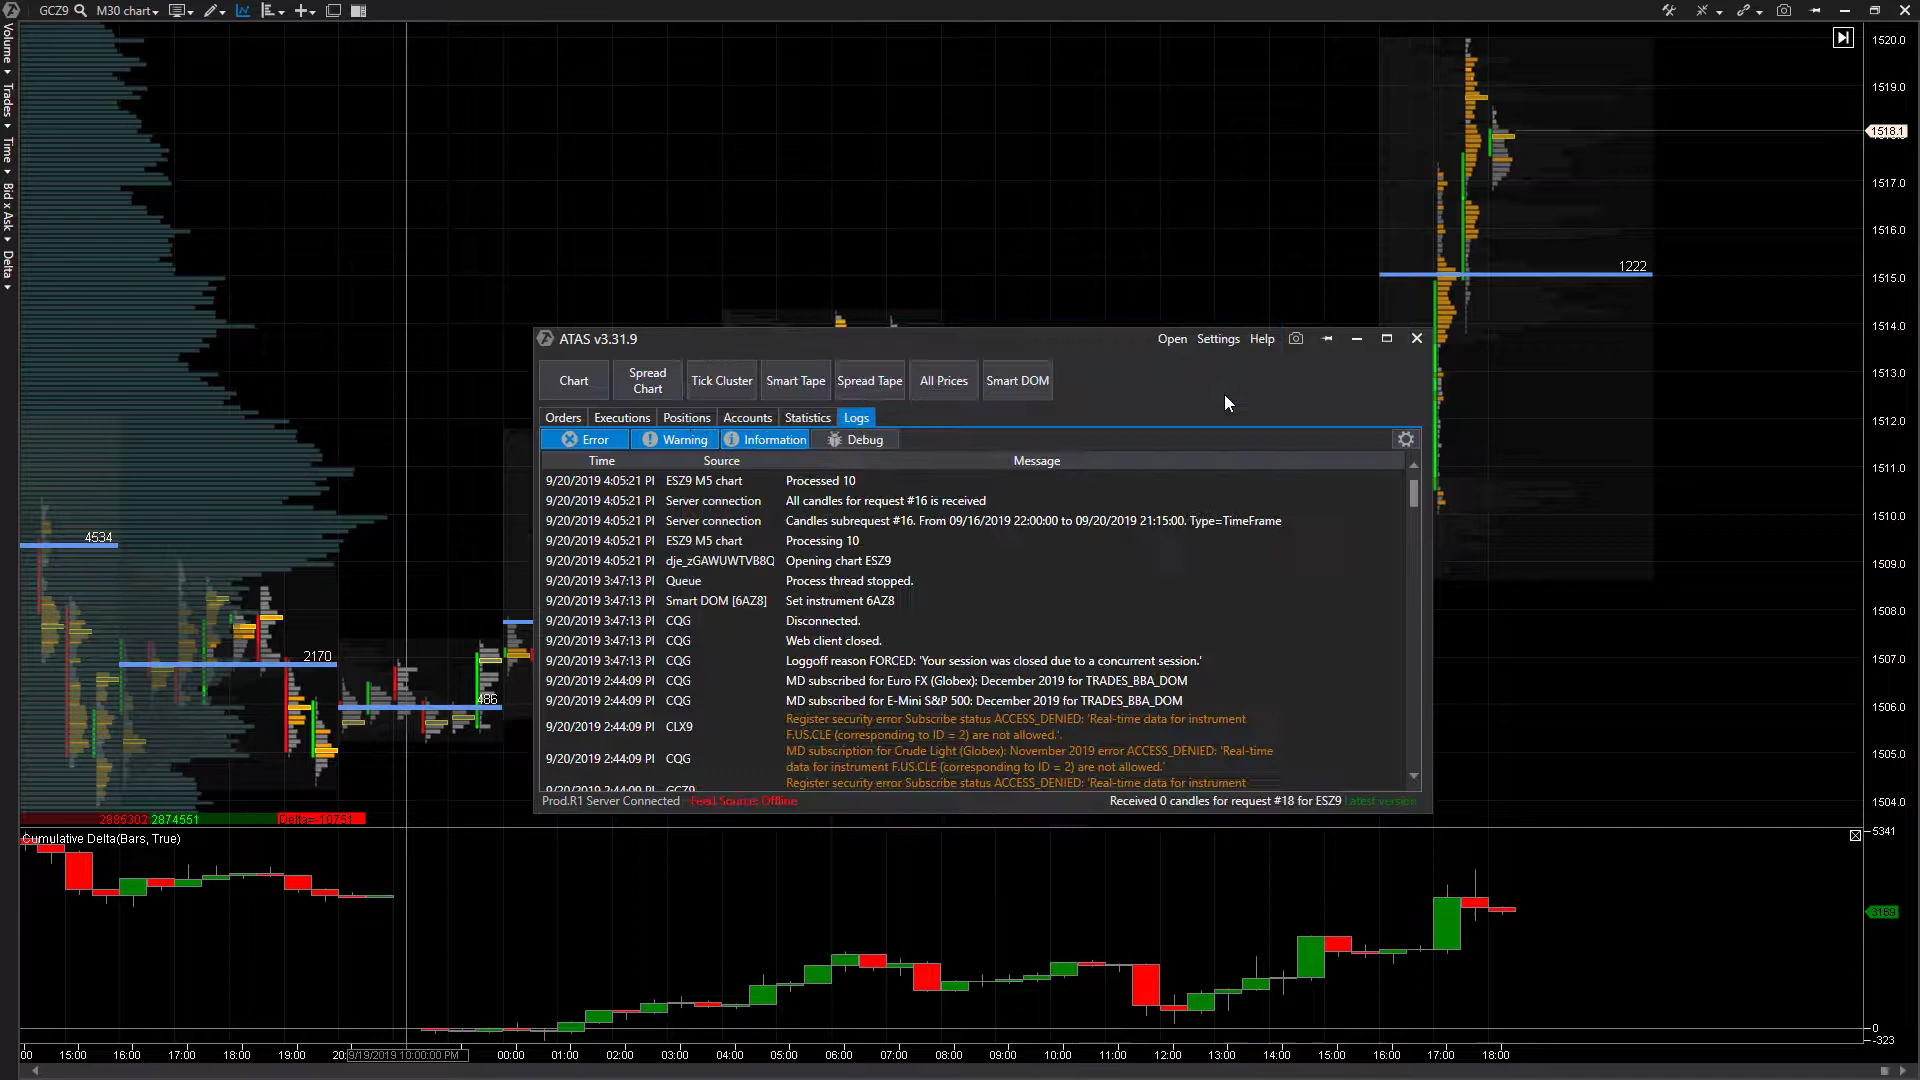 GCZ9
M30 chart
Volume
Trades
Time
Bid x Ask
Delta
1520.0
1519.0
1518.1
1517.0
1516.0
1515.0
1514.0
1513.0
1512.0
1511.0
1510.0
1509.0
1508.0
1507.0
1506.0
1505.0
1504.0
1222
4534
2170
486
ATAS v3.31.9
Open Settings Help
Chart
Spread Chart
Tick Cluster
Smart Tape
Spread Tape
All Prices
Smart DOM
Orders Executions Positions Accounts Statistics Logs
Error Warning Information Debug
Time Source Message
9/20/2019 4:05:21 PI ESZ9 M5 chart Processed 10
9/20/2019 4:05:21 PI Server connection All candles for request #16 is received
9/20/2019 4:05:21 PI Server connection Candles subrequest #16. From 09/16/2019 22:00:00 to 09/20/2019 21:15:00. Type=TimeFrame
9/20/2019 4:05:21 PI ESZ9 M5 chart Processing 10
9/20/2019 4:05:21 PI dje_zGAWUWTVB8Q Opening chart ESZ9
9/20/2019 3:47:13 PI Queue Process thread stopped.
9/20/2019 3:47:13 PI Smart DOM [6AZ8] Set instrument 6AZ8
9/20/2019 3:47:13 PI CQG Disconnected.
9/20/2019 3:47:13 PI CQG Web client closed.
9/20/2019 3:47:13 PI CQG Loggoff reason FORCED: 'Your session was closed due to a concurrent session.'
9/20/2019 2:44:09 PI CQG MD subscribed for Euro FX (Globex): December 2019 for TRADES_BBA_DOM
9/20/2019 2:44:09 PI CQG MD subscribed for E-Mini S&P 500: December 2019 for TRADES_BBA_DOM
9/20/2019 2:44:09 PI CLX9 Register security error Subscribe status ACCESS_DENIED: 'Real-time data for instrument
F.US.CLE (corresponding to ID = 2) are not allowed.'.
9/20/2019 2:44:09 PI CQG MD subscription for Crude Light (Globex): November 2019 error ACCESS_DENIED: 'Real-time
data for instrument F.US.CLE (corresponding to ID = 2) are not allowed.'
9/20/2019 2:44:09 PI GCZ9 Register security error Subscribe status ACCESS_DENIED: 'Real-time data for instrument
Prod.R1 Server Connected Feed Source: Offline Received 0 candles for request #18 for ESZ9 Latest version
2885302 2874551 Delta=-10751
Cumulative Delta(Bars, True)
5341
3169
0
-323
00 15:00 16:00 17:00 18:00 19:00 20: 9/19/2019 10:00:00 PM 00:00 01:00 02:00 03:00 04:00 05:00 06:00 07:00 08:00 09:00 10:00 11:00 12:00 13:00 14:00 15:00 16:00 17:00 18:00